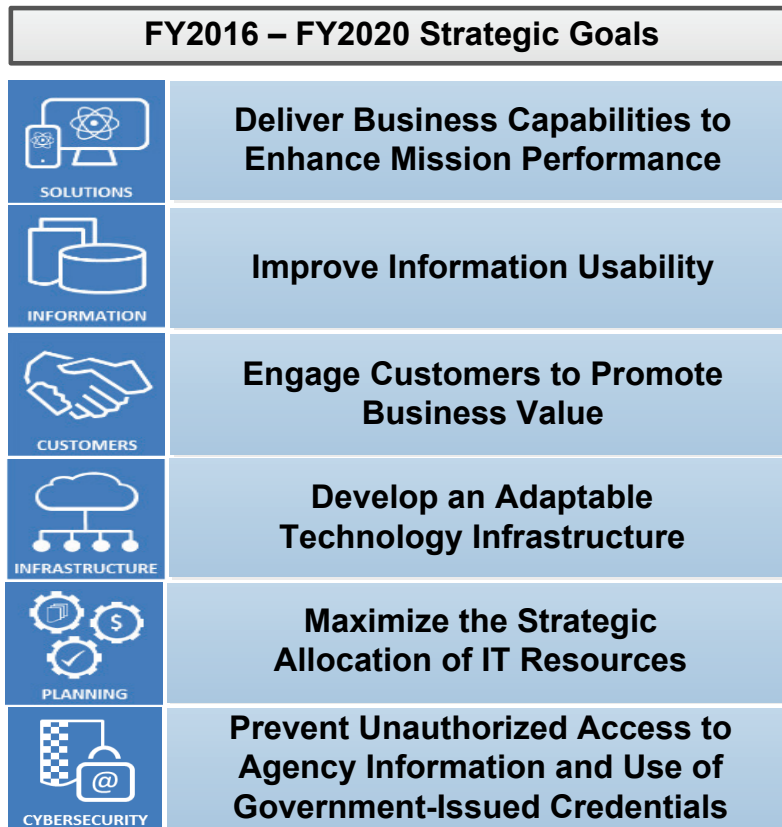 FY2016 – FY2020 Strategic Goals
SOLUTIONS
Deliver Business Capabilities to
Enhance Mission Performance
INFORMATION
Improve Information Usability
CUSTOMERS
Engage Customers to Promote
Business Value
INFRASTRUCTURE
Develop an Adaptable
Technology Infrastructure
$
PLANNING
Maximize the Strategic
Allocation of IT Resources
@
CYBERSECURITY
Prevent Unauthorized Access to
Agency Information and Use of
Government-Issued Credentials